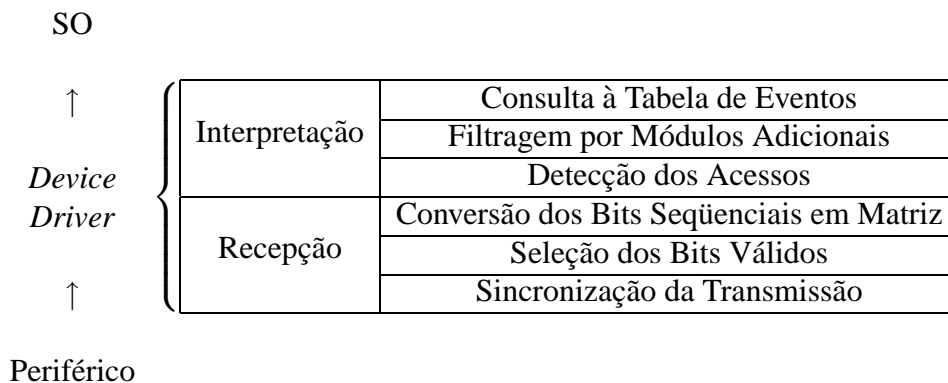 SO
↑
Device
Driver
↑
Periférico
Interpretação
Consulta à Tabela de Eventos
Filtragem por Módulos Adicionais
Detecção dos Acessos
Recepção
Conversão dos Bits Seqüenciais em Matriz
Seleção dos Bits Válidos
Sincronização da Transmissão